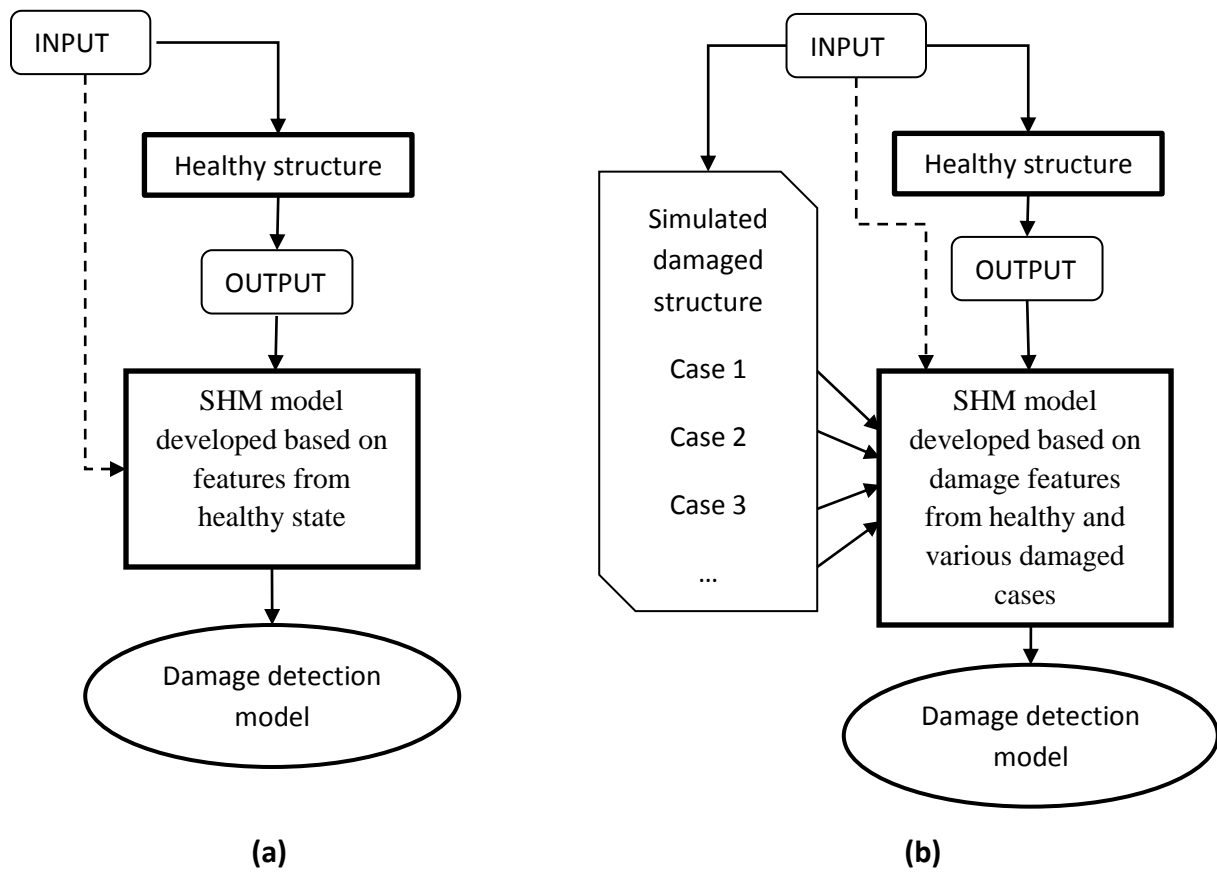 INPUT
Healthy structure
OUTPUT
SHM model
developed based on
features from
healthy state
Damage detection
model
(a)
INPUT
Healthy structure
Simulated
damaged
structure
Case 1
Case 2
Case 3
...
OUTPUT
SHM model
developed based on
damage features
from healthy and
various damaged
cases
Damage detection
model
(b)